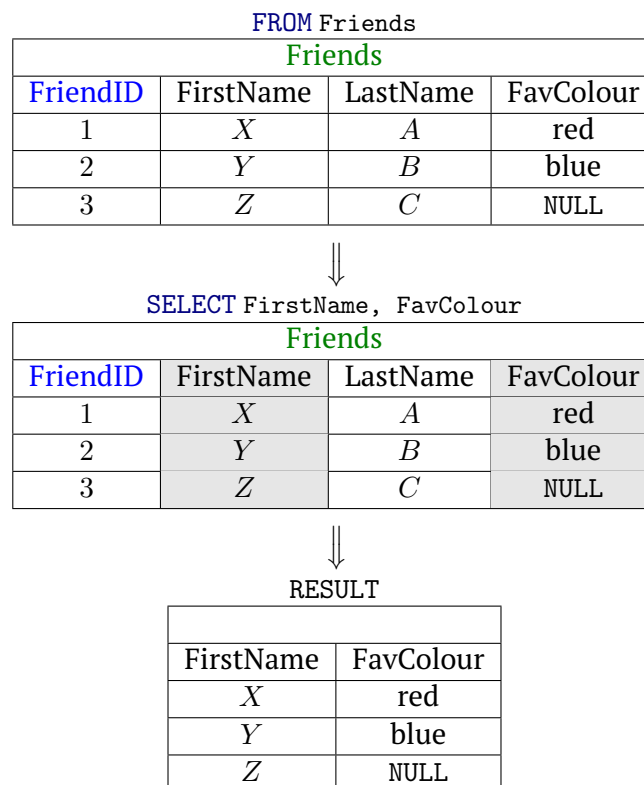 FROM Friends
Friends
FriendID FirstName LastName FavColour
1 X A red
2 Y B blue
3 Z C NULL
⇓
SELECT FirstName, FavColour
Friends
FriendID FirstName LastName FavColour
1 X A red
2 Y B blue
3 Z C NULL
⇓
RESULT
FirstName FavColour
X red
Y blue
Z NULL